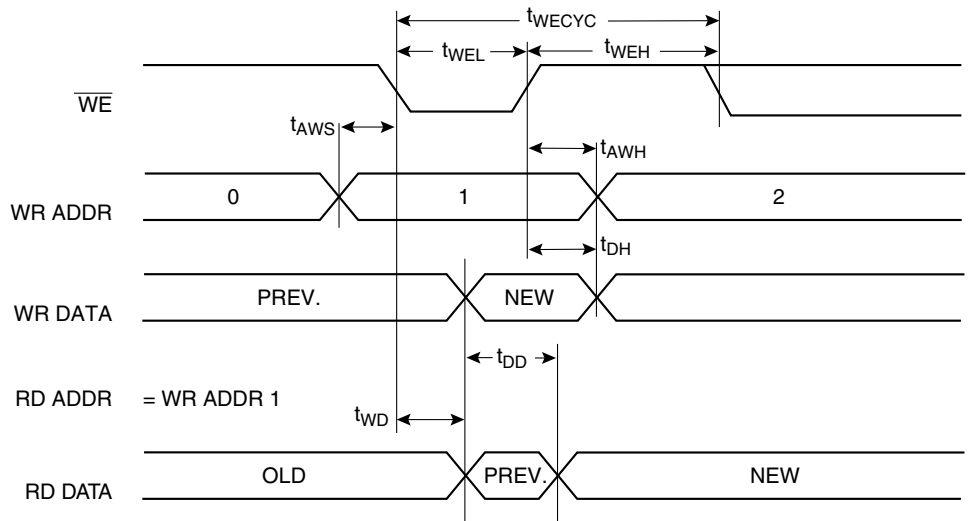 tWECYC
tWEL tWEH
WE
tAWS
tAWH
WR ADDR 0 1 2
tDH
WR DATA PREV. NEW
tDD
RD ADDR = WR ADDR 1
tWD
RD DATA OLD PREV. NEW